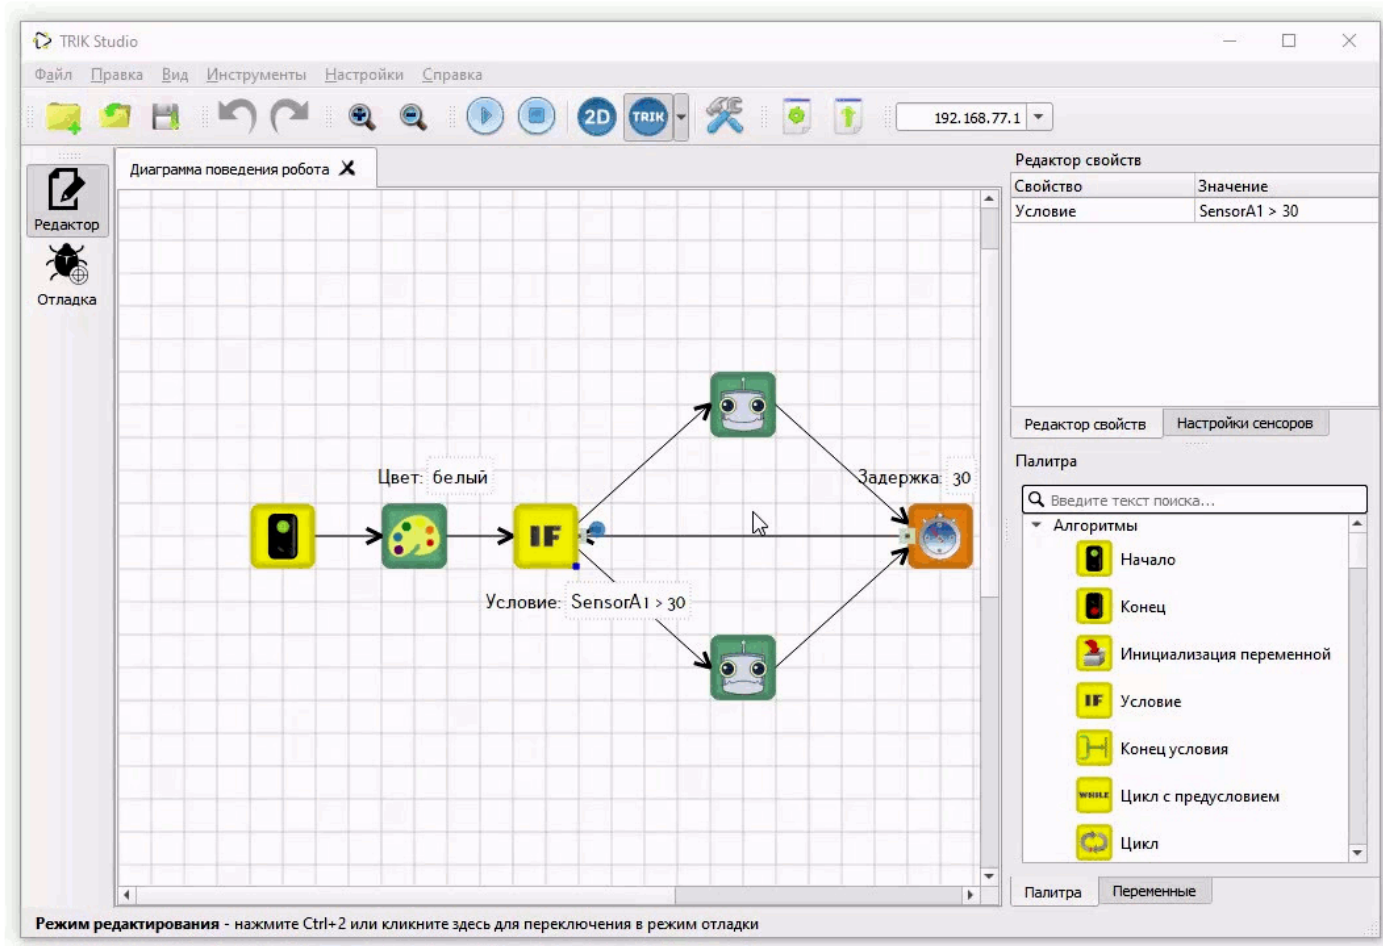 TRIK Studio
Файл Правка Вид Инструменты Настройки Справка
2D TRIK 192.168.77.1
Диаграмма поведения робота
Редактор
Отладка
Цвет: белый
Задержка: 30
IF
Условие: SensorA1 > 30
Редактор свойств
Свойство Значение
Условие SensorA1 > 30
Редактор свойств Настройки сенсоров
Палитра
Введите текст поиска...
Алгоритмы
Начало
Конец
Инициализация переменной
IF Условие
Конец условия
WHILE Цикл с предусловием
Цикл
Палитра Переменные
Режим редактирования - нажмите Ctrl+2 или кликните здесь для переключения в режим отладки